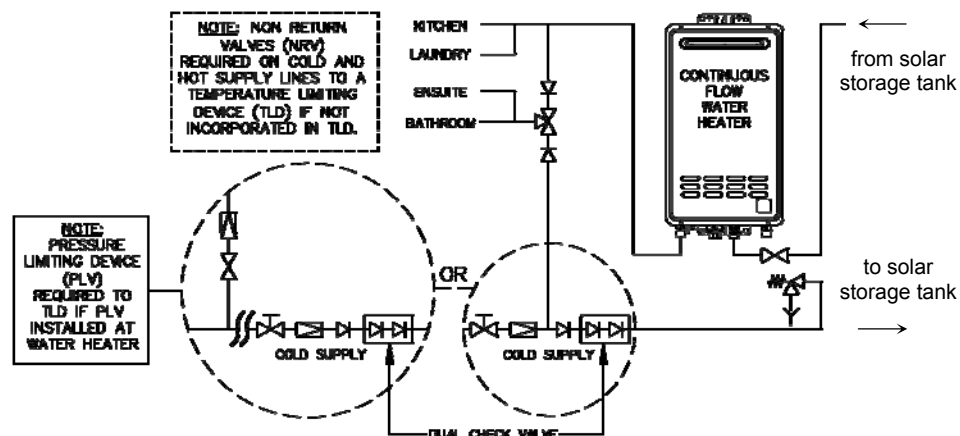 NOTE: NON RETURN
VALVES (NRV)
REQUIRED ON COLD AND
HOT SUPPLY LINES TO A
TEMPERATURE LIMITING
DEVICE (TLD) IF NOT
INCORPORATED IN TLD.
KITCHEN
LAUNDRY
ENSUITE
BATHROOM
CONTINUOUS
FLOW
WATER
HEATER
from solar
storage tank
NOTE:
PRESSURE
LIMITING DEVICE
(PLV)
REQUIRED TO
TLD IF PLV
INSTALLED AT
WATER HEATER
OR
to solar
storage tank
COLD SUPPLY
COLD SUPPLY
DUAL CHECK VALVE